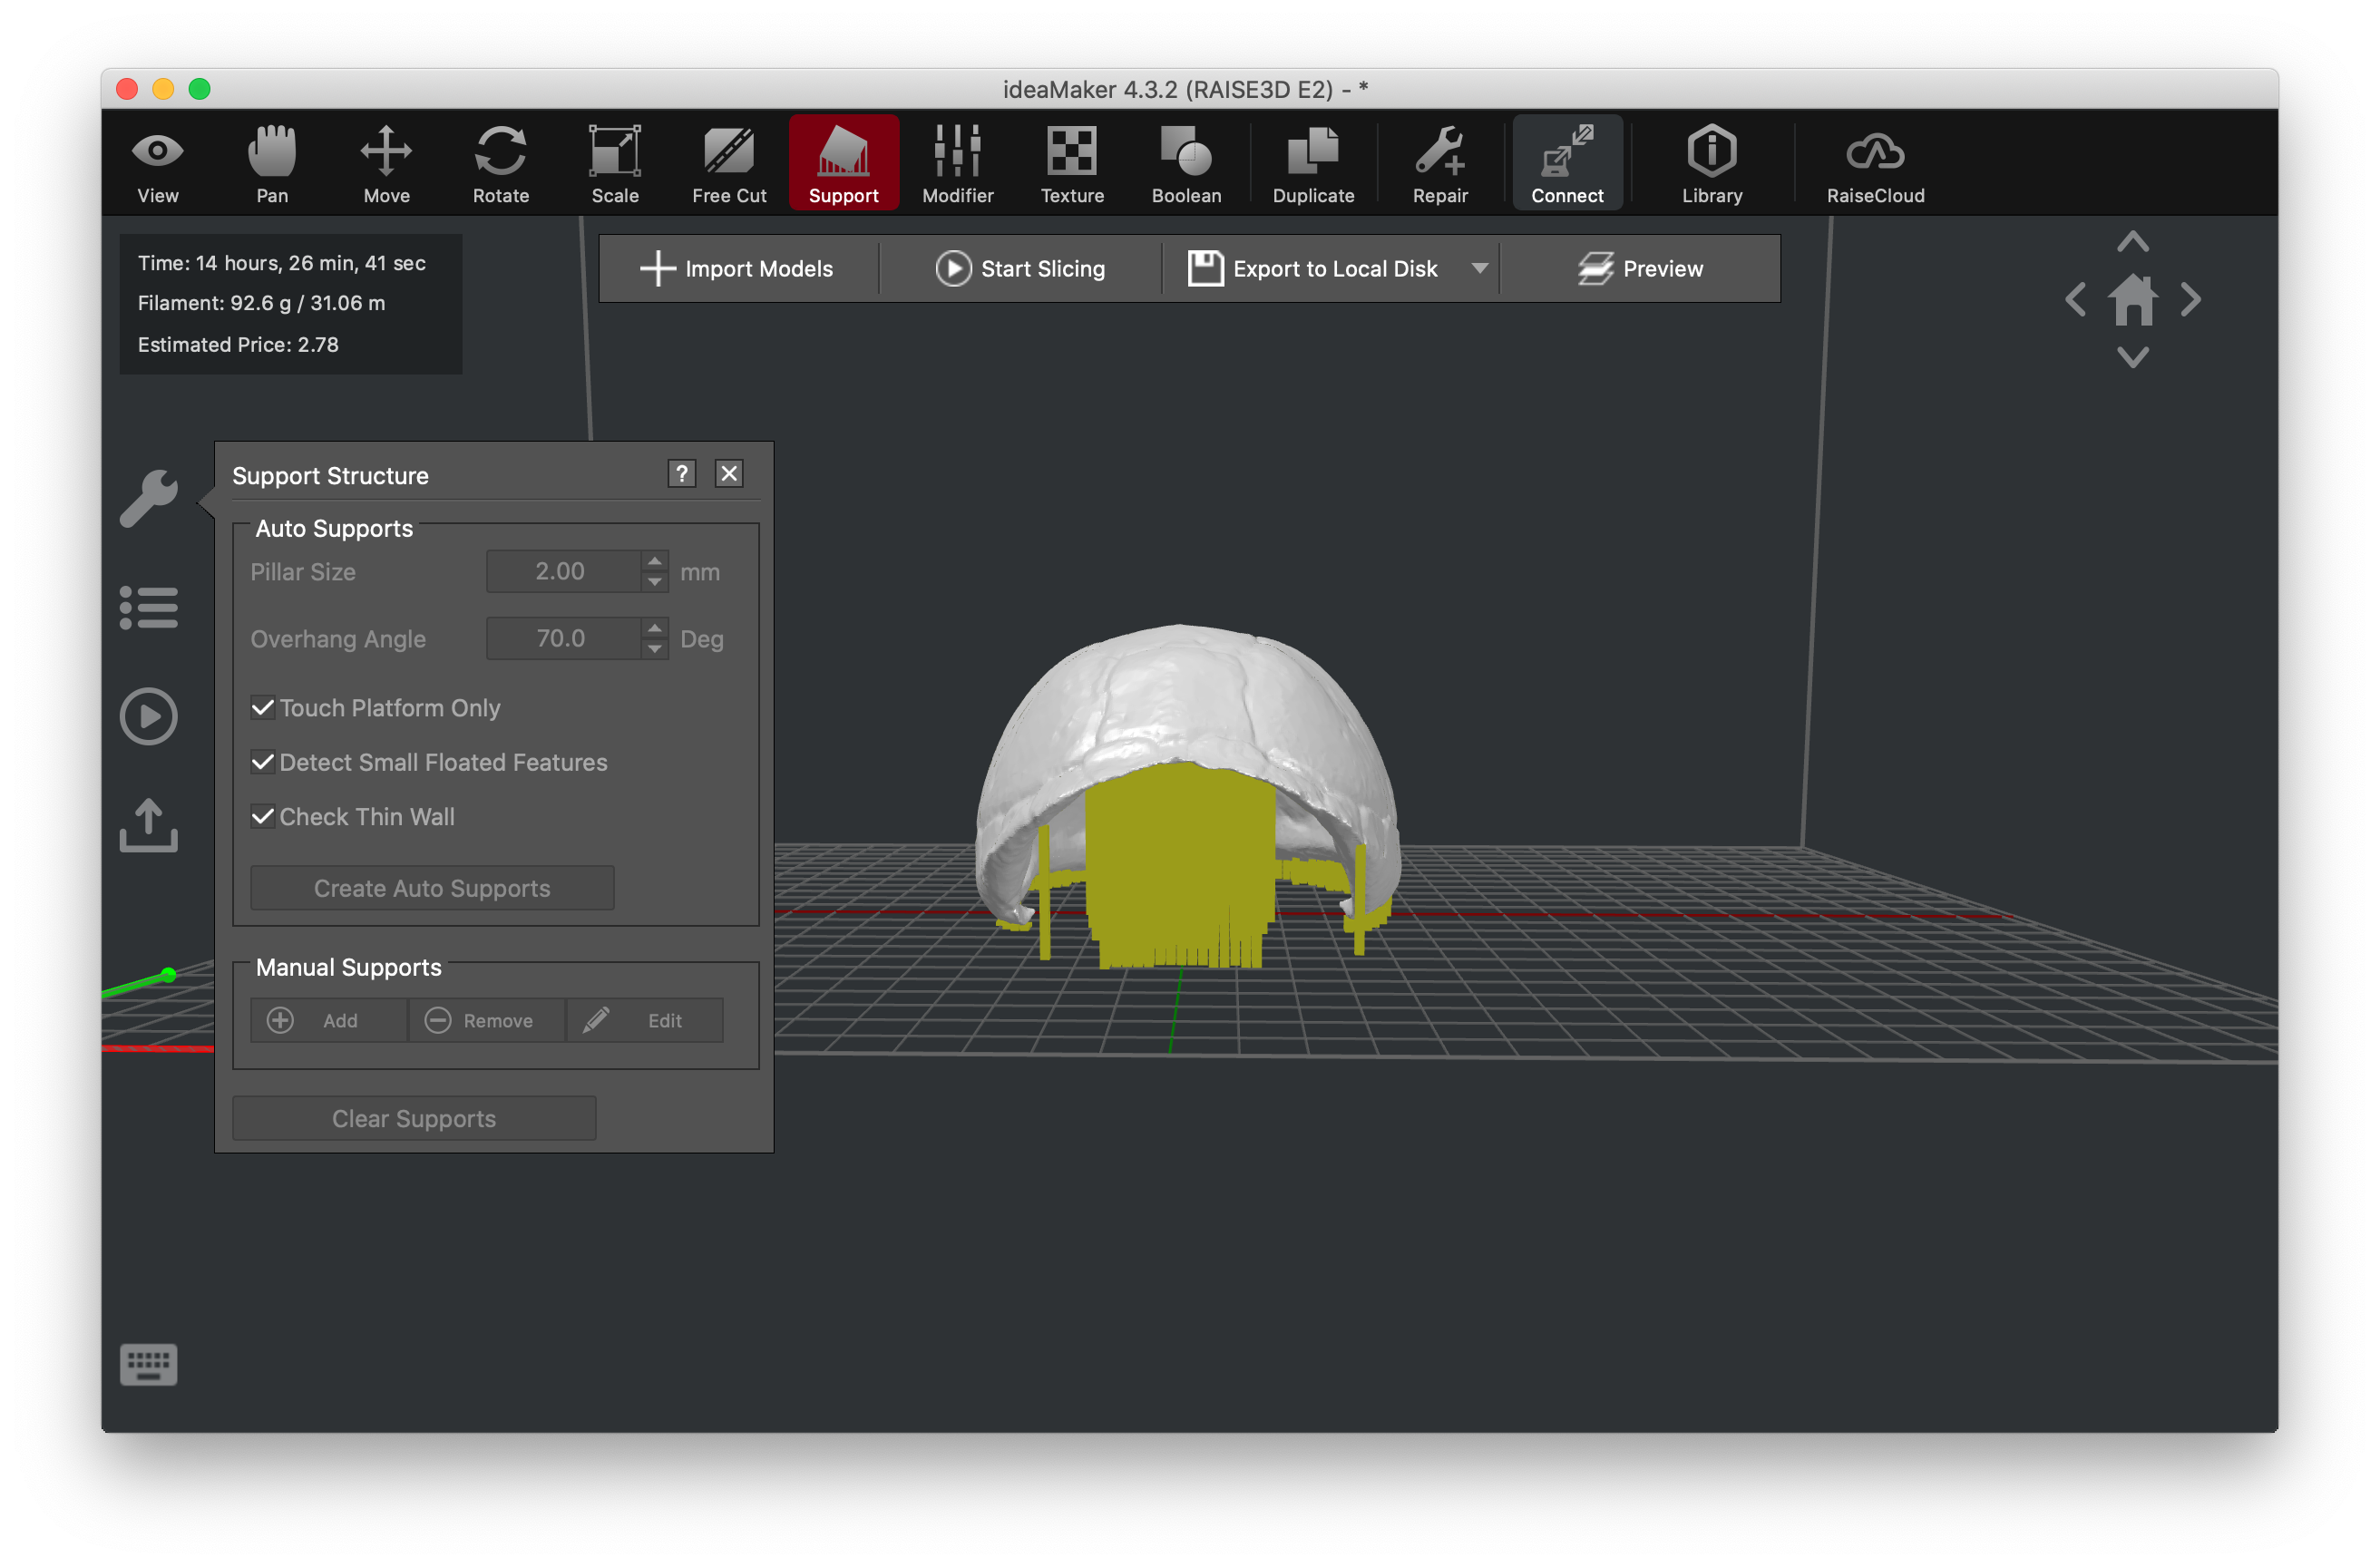 ideaMaker 4.3.2 (RAISE3D E2) - *
View Pan Move Rotate Scale Free Cut Support Modifier Texture Boolean Duplicate Repair Connect Library RaiseCloud
Time: 14 hours, 26 min, 41 sec
Filament: 92.6 g / 31.06 m
Estimated Price: 2.78
Import Models Start Slicing Export to Local Disk Preview
Support Structure ?
Auto Supports
Pillar Size 2.00 mm
Overhang Angle 70.0 Deg
Touch Platform Only
Detect Small Floated Features
Check Thin Wall
Create Auto Supports
Manual Supports
Add Remove Edit
Clear Supports